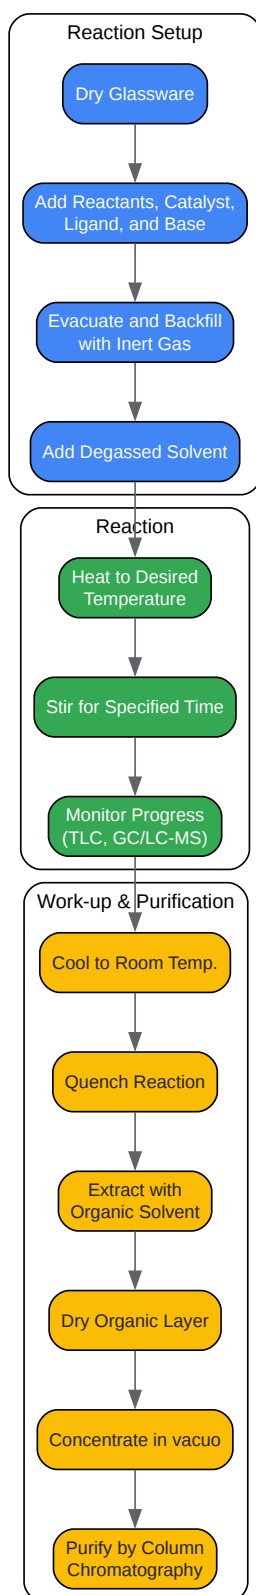 Reaction Setup
Dry Glassware
Add Reactants, Catalyst,
Ligand, and Base
Evacuate and Backfill
with Inert Gas
Add Degassed Solvent
Reaction
Heat to Desired
Temperature
Stir for Specified Time
Monitor Progress
(TLC, GC/LC-MS)
Work-up & Purification
Cool to Room Temp.
Quench Reaction
Extract with
Organic Solvent
Dry Organic Layer
Concentrate in vacuo
Purify by Column
Chromatography